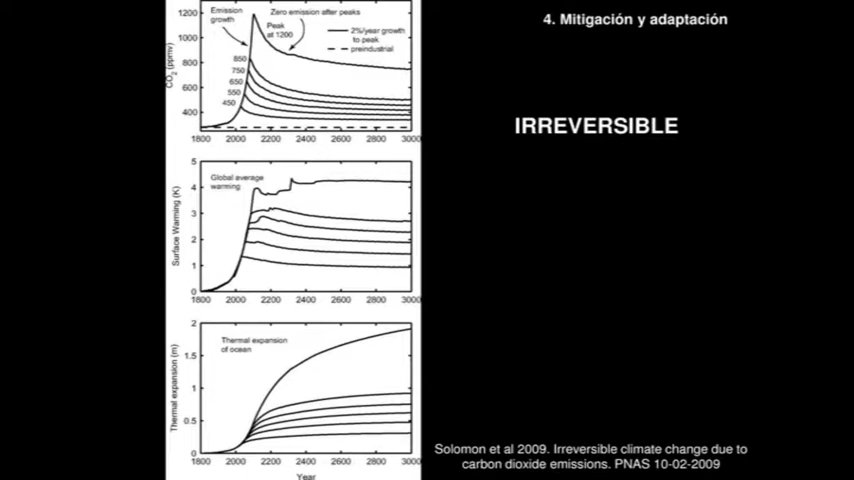 4. Mitigación y adaptación
IRREVERSIBLE
Emission
growth
Zero emission after peaks
Peak
at 1200
2%/year growth
to peak
preindustrial
850
750
650
550
450
CO2 (ppmv)
1200
1000
800
600
400
1800 2000 2200 2400 2600 2800 3000
Global average
warming
Surface Warming (K)
5
4
3
2
1
0
1800 2000 2200 2400 2600 2800 3000
Thermal expansion
of ocean
Thermal expansion (m)
2
1.5
1
0.5
0
1800 2000 2200 2400 2600 2800 3000
Year
Solomon et al 2009. Irreversible climate change due to
carbon dioxide emissions. PNAS 10-02-2009